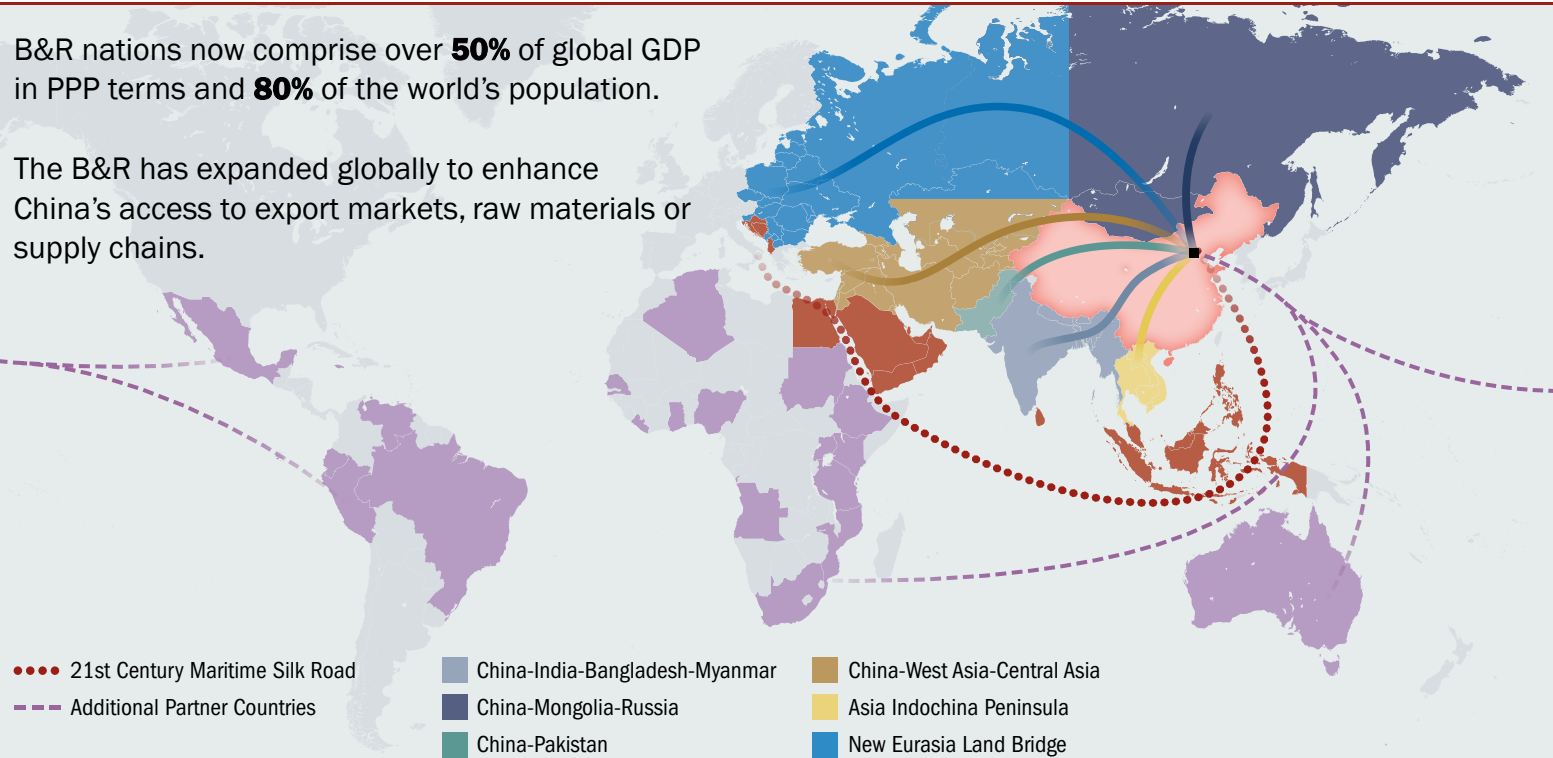 B&R nations now comprise over 50% of global GDP
in PPP terms and 80% of the world's population.
The B&R has expanded globally to enhance
China's access to export markets, raw materials or
supply chains.
21st Century Maritime Silk Road
Additional Partner Countries
China-India-Bangladesh-Myanmar
China-Mongolia-Russia
China-Pakistan
China-West Asia-Central Asia
Asia Indochina Peninsula
New Eurasia Land Bridge